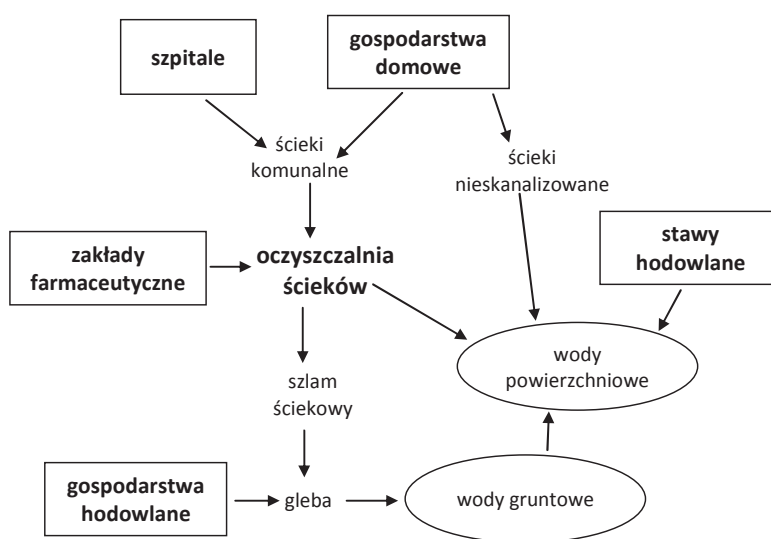 szpitale
gospodarstwa
domowe
ścieki
komunalne
ścieki
nieskanalizowane
zakłady
farmaceutyczne
oczyszczalnia
ścieków
stawy
hodowlane
wody
powierzchniowe
szlam
ściekowy
gospodarstwa
hodowlane
gleba
wody gruntowe